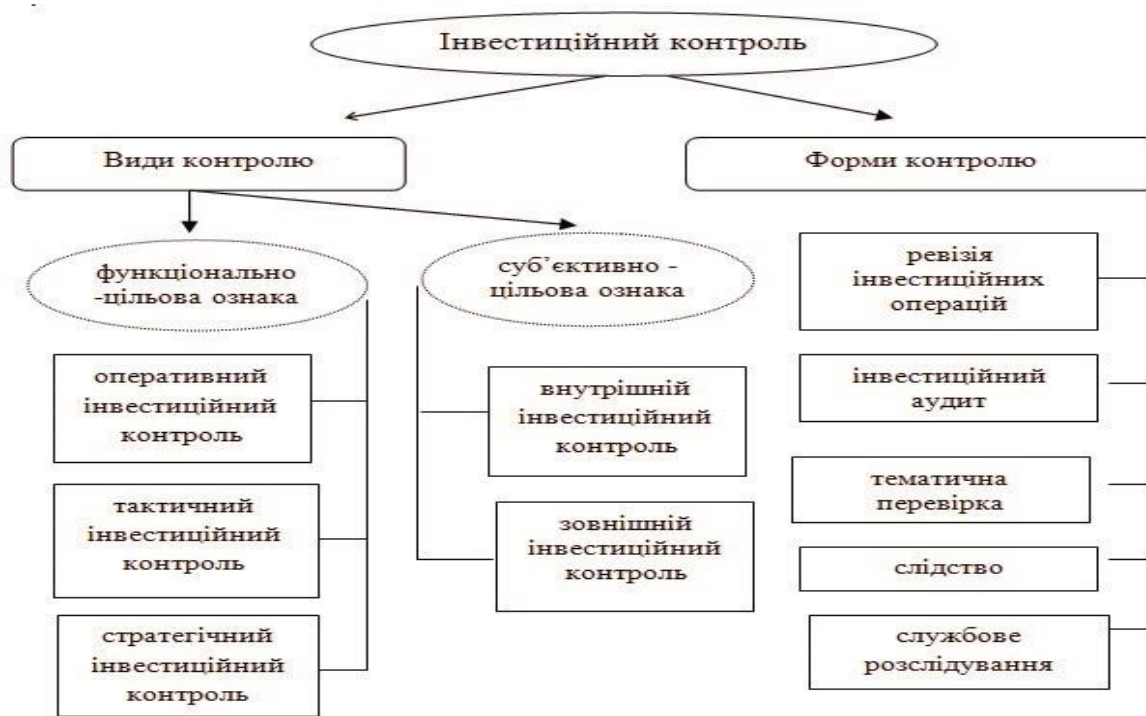 Інвестиційний контроль
Види контролю
Форми контролю
функціонально
-цільова ознака
суб’єктивно -
цільова ознака
оперативний
інвестиційний
контроль
тактичний
інвестиційний
контроль
стратегічний
інвестиційний
контроль
внутрішній
інвестиційний
контроль
зовнішній
інвестиційний
контроль
ревізія
інвестиційних
операцій
інвестиційний
аудит
тематична
перевірка
слідство
службове
розслідування